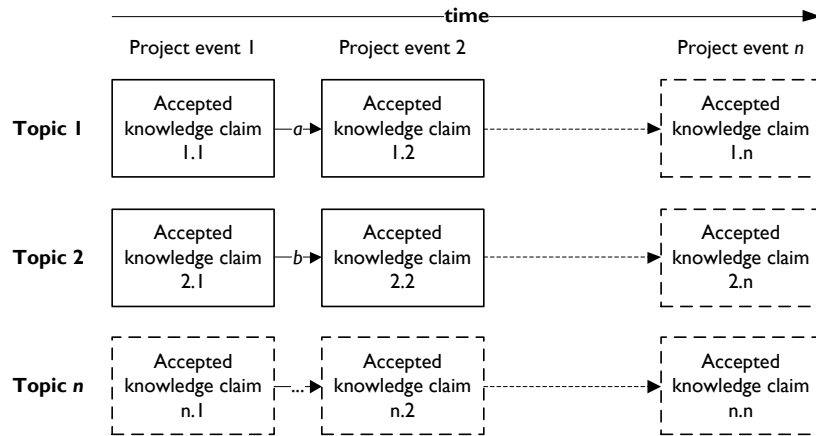 time
Project event 1
Project event 2
Project event n
Topic 1
Accepted
knowledge claim
1.1
a
Accepted
knowledge claim
1.2
Accepted
knowledge claim
1.n
Topic 2
Accepted
knowledge claim
2.1
b
Accepted
knowledge claim
2.2
Accepted
knowledge claim
2.n
Topic n
Accepted
knowledge claim
n.1
...
Accepted
knowledge claim
n.2
Accepted
knowledge claim
n.n